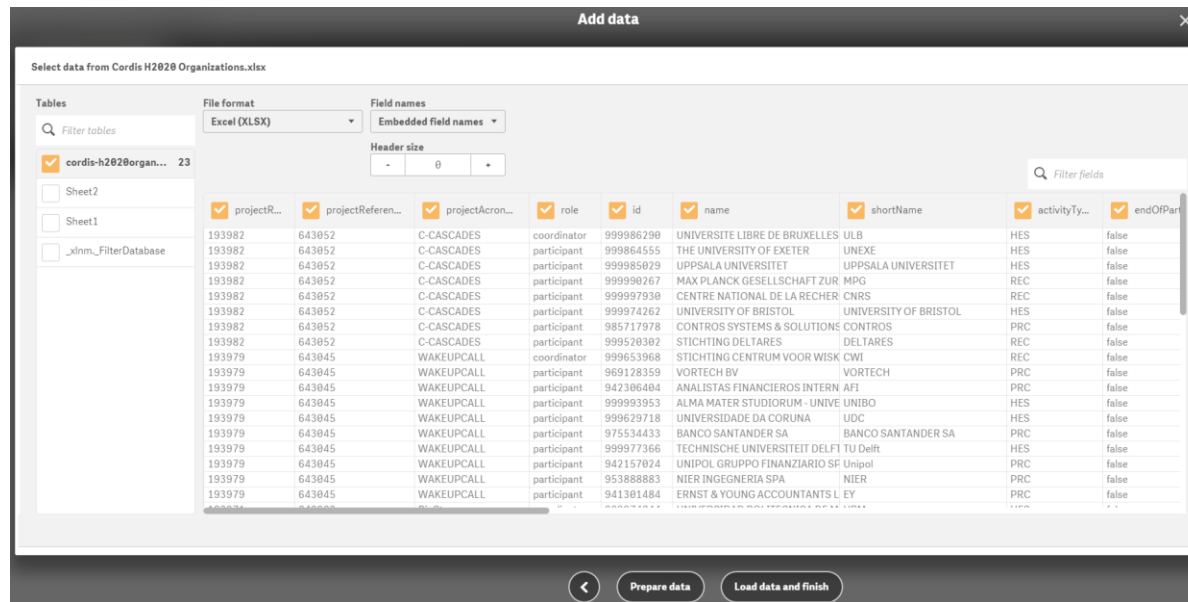 Add data
Select data from Cordis H2020 Organizations.xlsx
Tables
Filter tables
cordis-h2020organ... 23
Sheet2
Sheet1
_xlnm._FilterDatabase
File format
Excel (XLSX)
Field names
Embedded field names
Header size
- 0 +
Filter fields
projectR... projectReferen... projectAcron... role id name shortName activityTy... endOfPart
193982 643052 C-CASCADES coordinator 999986290 UNIVERSITE LIBRE DE BRUXELLES ULB HES false
193982 643052 C-CASCADES participant 999864555 THE UNIVERSITY OF EXETER UNEXE HES false
193982 643052 C-CASCADES participant 999985029 UPPSALA UNIVERSITET UPPSALA UNIVERSITET HES false
193982 643052 C-CASCADES participant 999990267 MAX PLANCK GESELLSCHAFT ZUR MPG REC false
193982 643052 C-CASCADES participant 999997930 CENTRE NATIONAL DE LA RECHER CNRS REC false
193982 643052 C-CASCADES participant 999974262 UNIVERSITY OF BRISTOL UNIVERSITY OF BRISTOL HES false
193982 643052 C-CASCADES participant 985717978 CONTROS SYSTEMS & SOLUTIONS CONTROS PRC false
193982 643052 C-CASCADES participant 999520302 STICHTING DELTARES DELTARES REC false
193979 643045 WAKEUPCALL coordinator 999653968 STICHTING CENTRUM VOOR WISK CWI REC false
193979 643045 WAKEUPCALL participant 969128359 VORTECH BV VORTECH PRC false
193979 643045 WAKEUPCALL participant 942306404 ANALISTAS FINANCIEROS INTERN AFI PRC false
193979 643045 WAKEUPCALL participant 999993953 ALMA MATER STUDIORUM - UNIVE UNIBO HES false
193979 643045 WAKEUPCALL participant 999629718 UNIVERSIDADE DA CORUNA UDC HES false
193979 643045 WAKEUPCALL participant 975534433 BANCO SANTANDER SA BANCO SANTANDER SA PRC false
193979 643045 WAKEUPCALL participant 999977366 TECHNISCHE UNIVERSITEIT DELFT TU Delft HES false
193979 643045 WAKEUPCALL participant 942157024 UNIPOL GRUPPO FINANZIARIO SP Unipol PRC false
193979 643045 WAKEUPCALL participant 953888883 NIER INGEGNERIA SPA NIER PRC false
193979 643045 WAKEUPCALL participant 941301484 ERNST & YOUNG ACCOUNTANTS L EY PRC false
Prepare data
Load data and finish